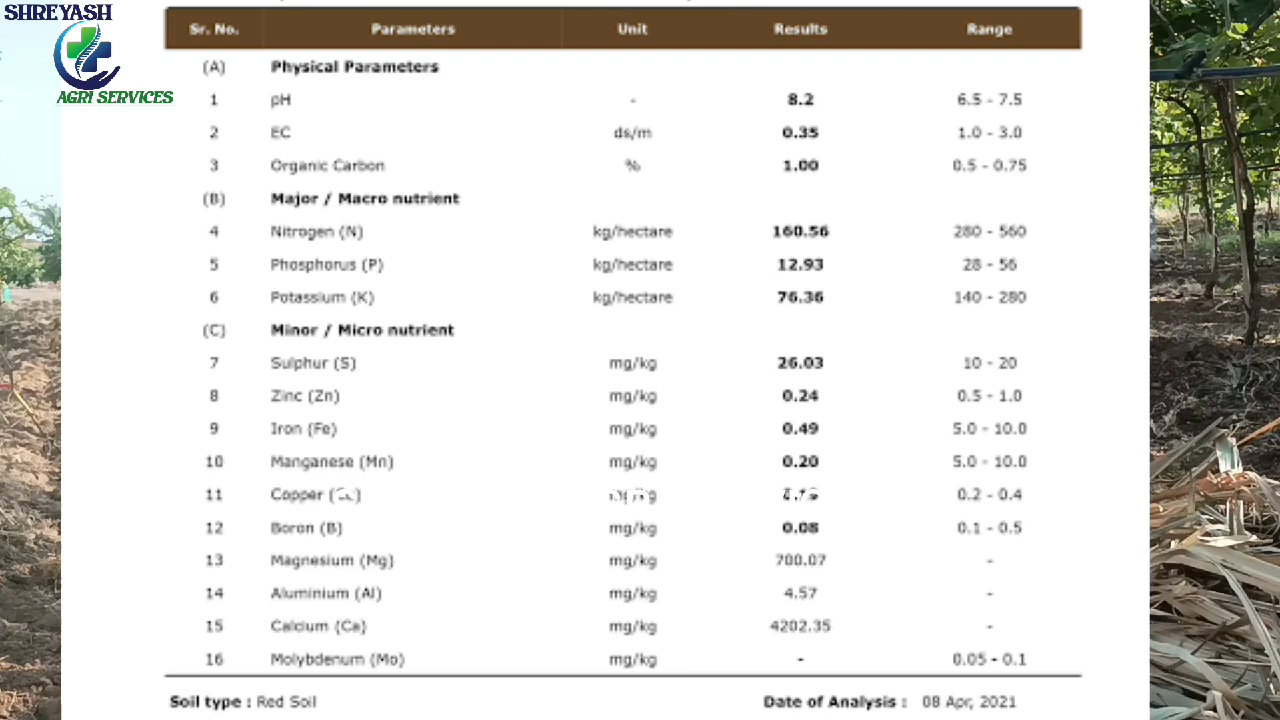 SHREYASH
AGRI SERVICES
Sr. No. Parameters Unit Results Range
(A) Physical Parameters
1 pH - 8.2 6.5 - 7.5
2 EC ds/m 0.35 1.0 - 3.0
3 Organic Carbon % 1.00 0.5 - 0.75
(B) Major / Macro nutrient
4 Nitrogen (N) kg/hectare 160.56 280 - 560
5 Phosphorus (P) kg/hectare 12.93 28 - 56
6 Potassium (K) kg/hectare 76.36 140 - 280
(C) Minor / Micro nutrient
7 Sulphur (S) mg/kg 26.03 10 - 20
8 Zinc (Zn) mg/kg 0.24 0.5 - 1.0
9 Iron (Fe) mg/kg 0.49 5.0 - 10.0
10 Manganese (Mn) mg/kg 0.20 5.0 - 10.0
11 Copper 0.2 - 0.4
12 Boron (B) mg/kg 0.08 0.1 - 0.5
13 Magnesium (Mg) mg/kg 700.07 -
14 Aluminium (Al) mg/kg 4.57 -
15 Calcium (Ca) mg/kg 4202.35 -
16 Molybdenum (Mo) mg/kg - 0.05 - 0.1
Soil type : Red Soil Date of Analysis : 08 Apr, 2021